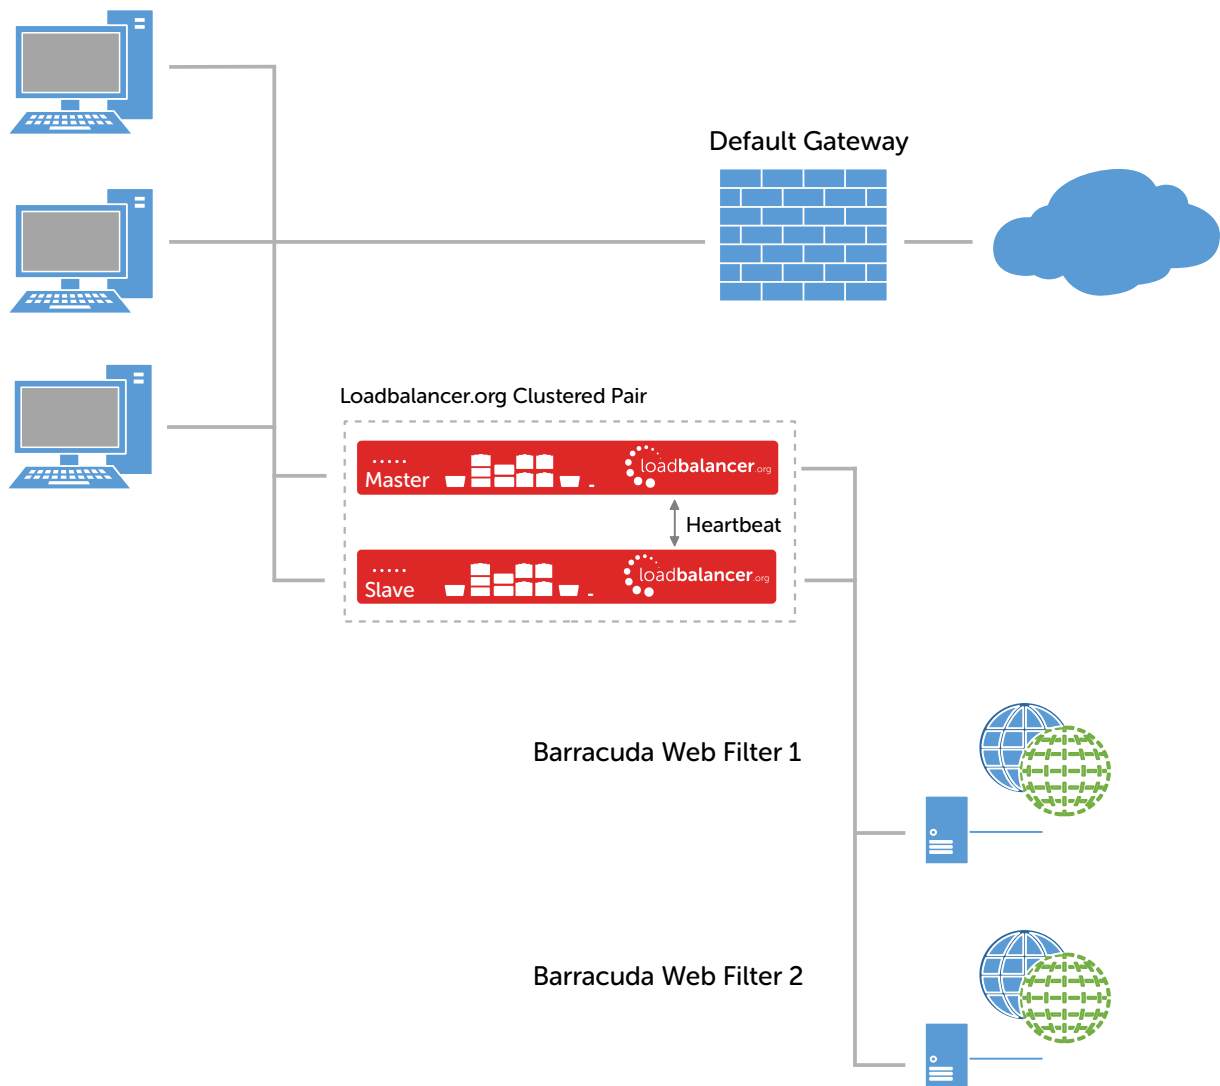 Default Gateway
Loadbalancer.org Clustered Pair
Master
loadbalancer.org
Heartbeat
Slave
loadbalancer.org
Barracuda Web Filter 1
Barracuda Web Filter 2